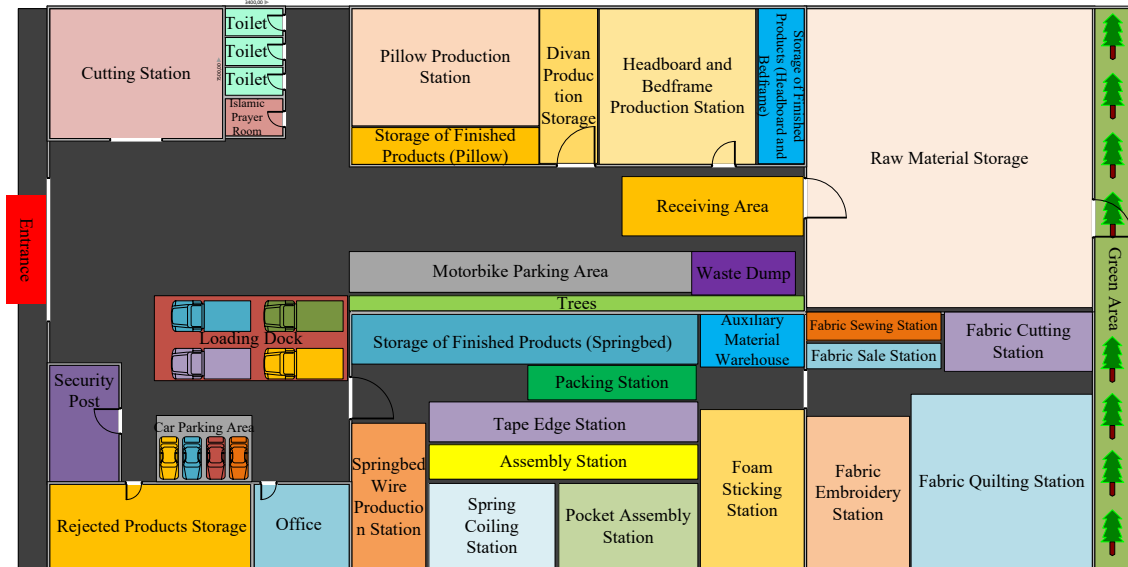 3400,00
Cutting Station
Toilet
Toilet
Toilet
Islamic
Prayer
Room
Pillow Production
Station
Storage of Finished
Products (Pillow)
Divan
Produc
tion
Storage
Headboard and
Bedframe
Production Station
Storage of Finished
Products (Headboard and
Bedframe)
Raw Material Storage
Receiving Area
Entrance
Motorbike Parking Area
Waste Dump
Trees
Loading Dock
Storage of Finished Products (Springbed)
Auxiliary
Material
Warehouse
Fabric Sewing Station
Fabric Sale Station
Fabric Cutting
Station
Green Area
Security
Post
Packing Station
Car Parking Area
Tape Edge Station
Assembly Station
Springbed
Wire
Productio
n Station
Spring
Coiling
Station
Pocket Assembly
Station
Foam
Sticking
Station
Fabric
Embroidery
Station
Fabric Quilting Station
Rejected Products Storage
Office